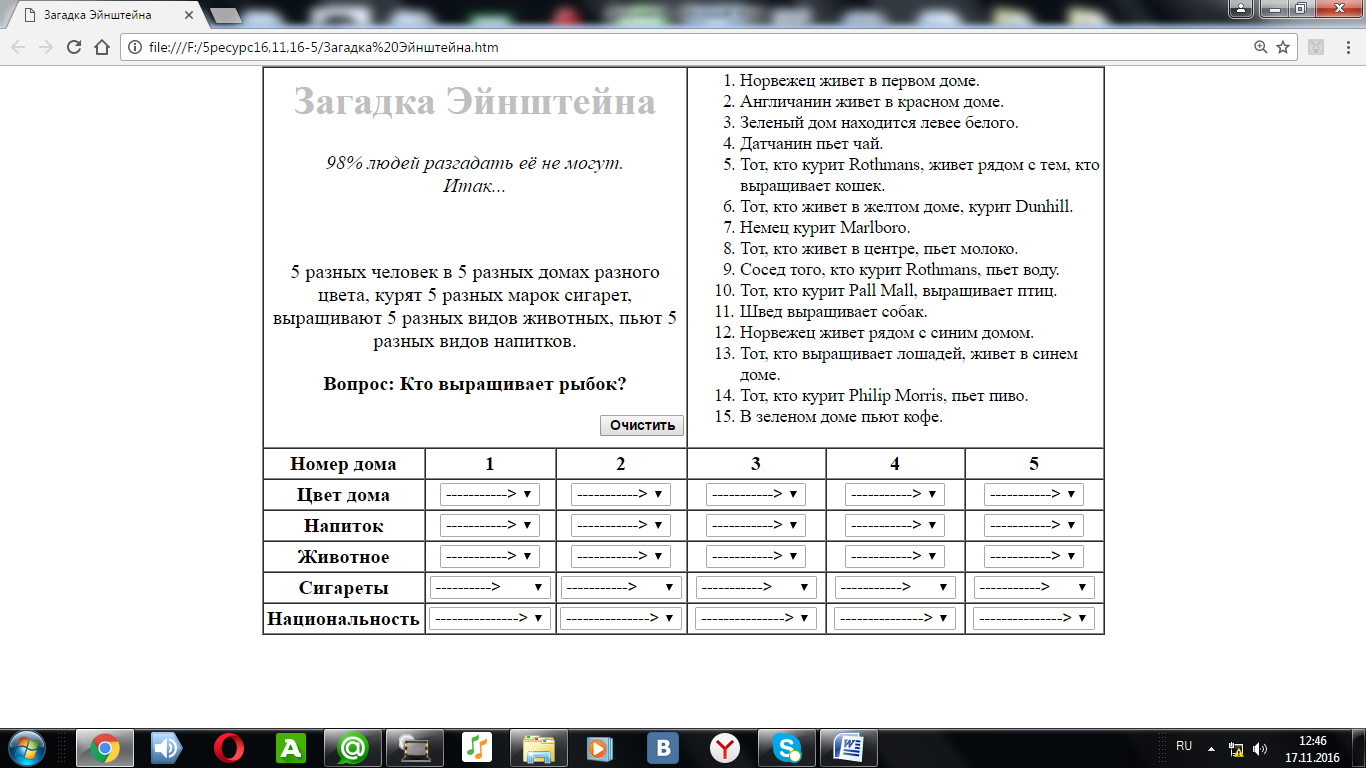 Загадка Эйнштейна
file:///F:/5ресурс16,11,16-5/Загадка%20Эйнштейна.htm
Загадка Эйнштейна
98% людей разгадать её не могут.
Итак...
5 разных человек в 5 разных домах разного
цвета, курят 5 разных марок сигарет,
выращивают 5 разных видов животных, пьют 5
разных видов напитков.
Вопрос: Кто выращивает рыбок?
Очистить
1. Норвежец живет в первом доме.
2. Англичанин живет в красном доме.
3. Зеленый дом находится левее белого.
4. Датчанин пьет чай.
5. Тот, кто курит Rothmans, живет рядом с тем, кто
выращивает кошек.
6. Тот, кто живет в желтом доме, курит Dunhill.
7. Немец курит Marlboro.
8. Тот, кто живет в центре, пьет молоко.
9. Сосед того, кто курит Rothmans, пьет воду.
10. Тот, кто курит Pall Mall, выращивает птиц.
11. Швед выращивает собак.
12. Норвежец живет рядом с синим домом.
13. Тот, кто выращивает лошадей, живет в синем
доме.
14. Тот, кто курит Philip Morris, пьет пиво.
15. В зеленом доме пьют кофе.
Номер дома 1 2 3 4 5
Цвет дома -----------> -----------> -----------> -----------> ----------->
Напиток -----------> -----------> -----------> -----------> ----------->
Животное -----------> -----------> -----------> -----------> ----------->
Сигареты ----------> -----------> -----------> -----------> ----------->
Национальность --------------> --------------> --------------> --------------> -------------->
RU
12:46
17.11.2016